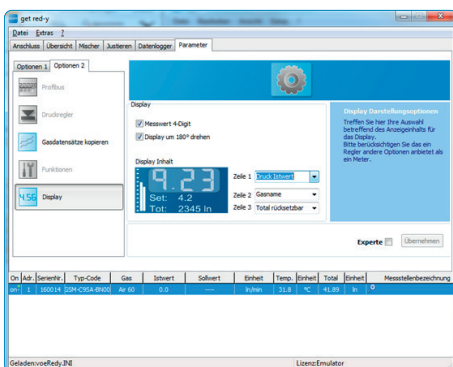 get red-y
Datei Extras ?
Anschluss Übersicht Mischer Justieren Datenlogger Parameter
Optionen 1 Optionen 2
Profibus
Druckregler
Gasdatensätze kopieren
Funktionen
4.56 Display
Display
Messwert 4-Digit
Display um 180° drehen
Display Inhalt
9.23
Set: 4.2
Tot: 2345 ln
Zeile 1 Druck Istwert
Zeile 2 Gasname
Zeile 3 Total rücksetzbar
Display Darstellungsoptionen
Treffen Sie hier Ihre Auswahl
betreffend des Anzeigenhalts für
das Display.
Bitte berücksichtigen Sie das ein
Regler andere Optionen anbietet als
ein Meter.
Experte Übernehmen
On Adr. SerienNr. Typ-Code Gas Istwert Sollwert Einheit Temp. Einheit Total Einheit Messstellenbezeichnung
on 1 160014 GSM-C9SA-BN00 Air 60 0.0 ---- ln/min 31.8 °C 41.89 ln
Geladen:voeRedy.INI Lizenz:Emulator